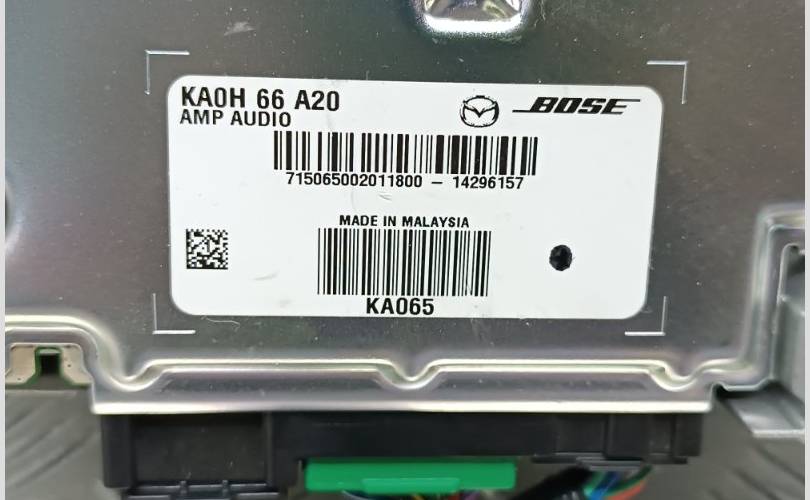 KA0H 66 A20
AMP AUDIO
BOSE
715065002011800 - 14296157
MADE IN MALAYSIA
KA065